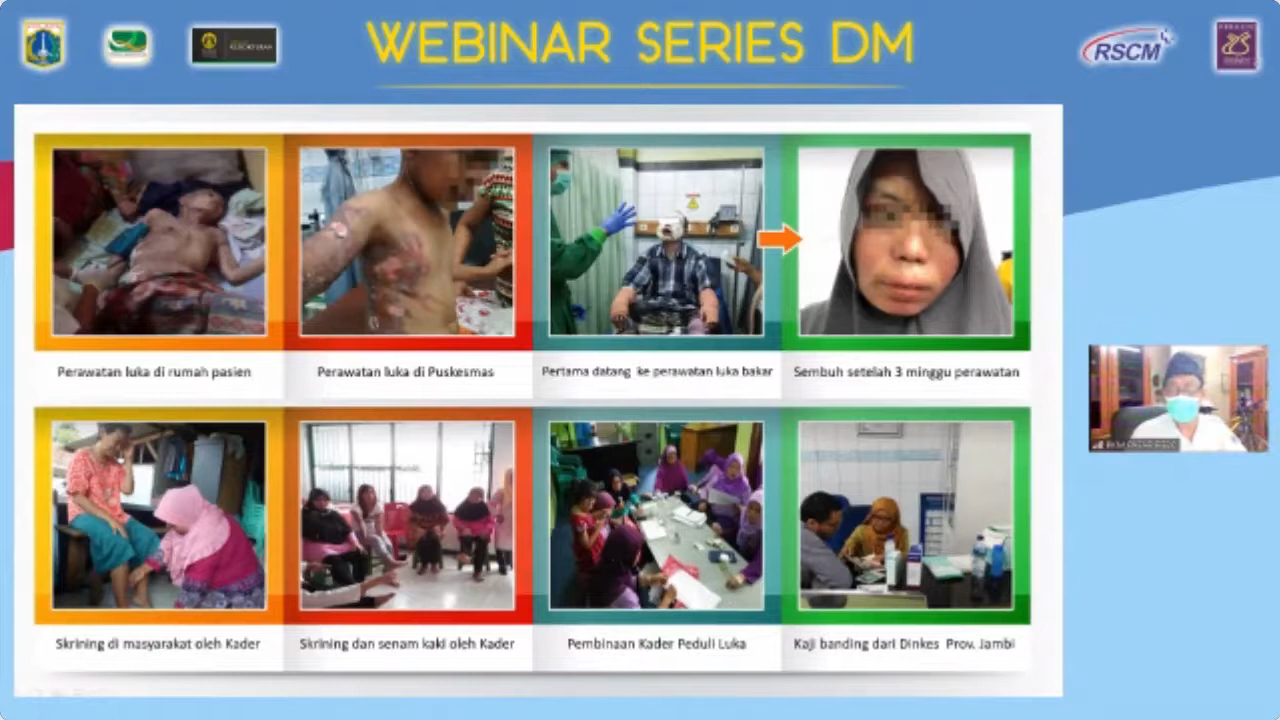 WEBINAR SERIES DM
RSCM
Perawatan luka di rumah pasien
Perawatan luka di Puskesmas
Pertama datang ke perawatan luka bakar
Sembuh setelah 3 minggu perawatan
Skrining di masyarakat oleh Kader
Skrining dan senam kaki oleh Kader
Pembinaan Kader Peduli Luka
Kaji banding dari Dinkes Prov. Jambi